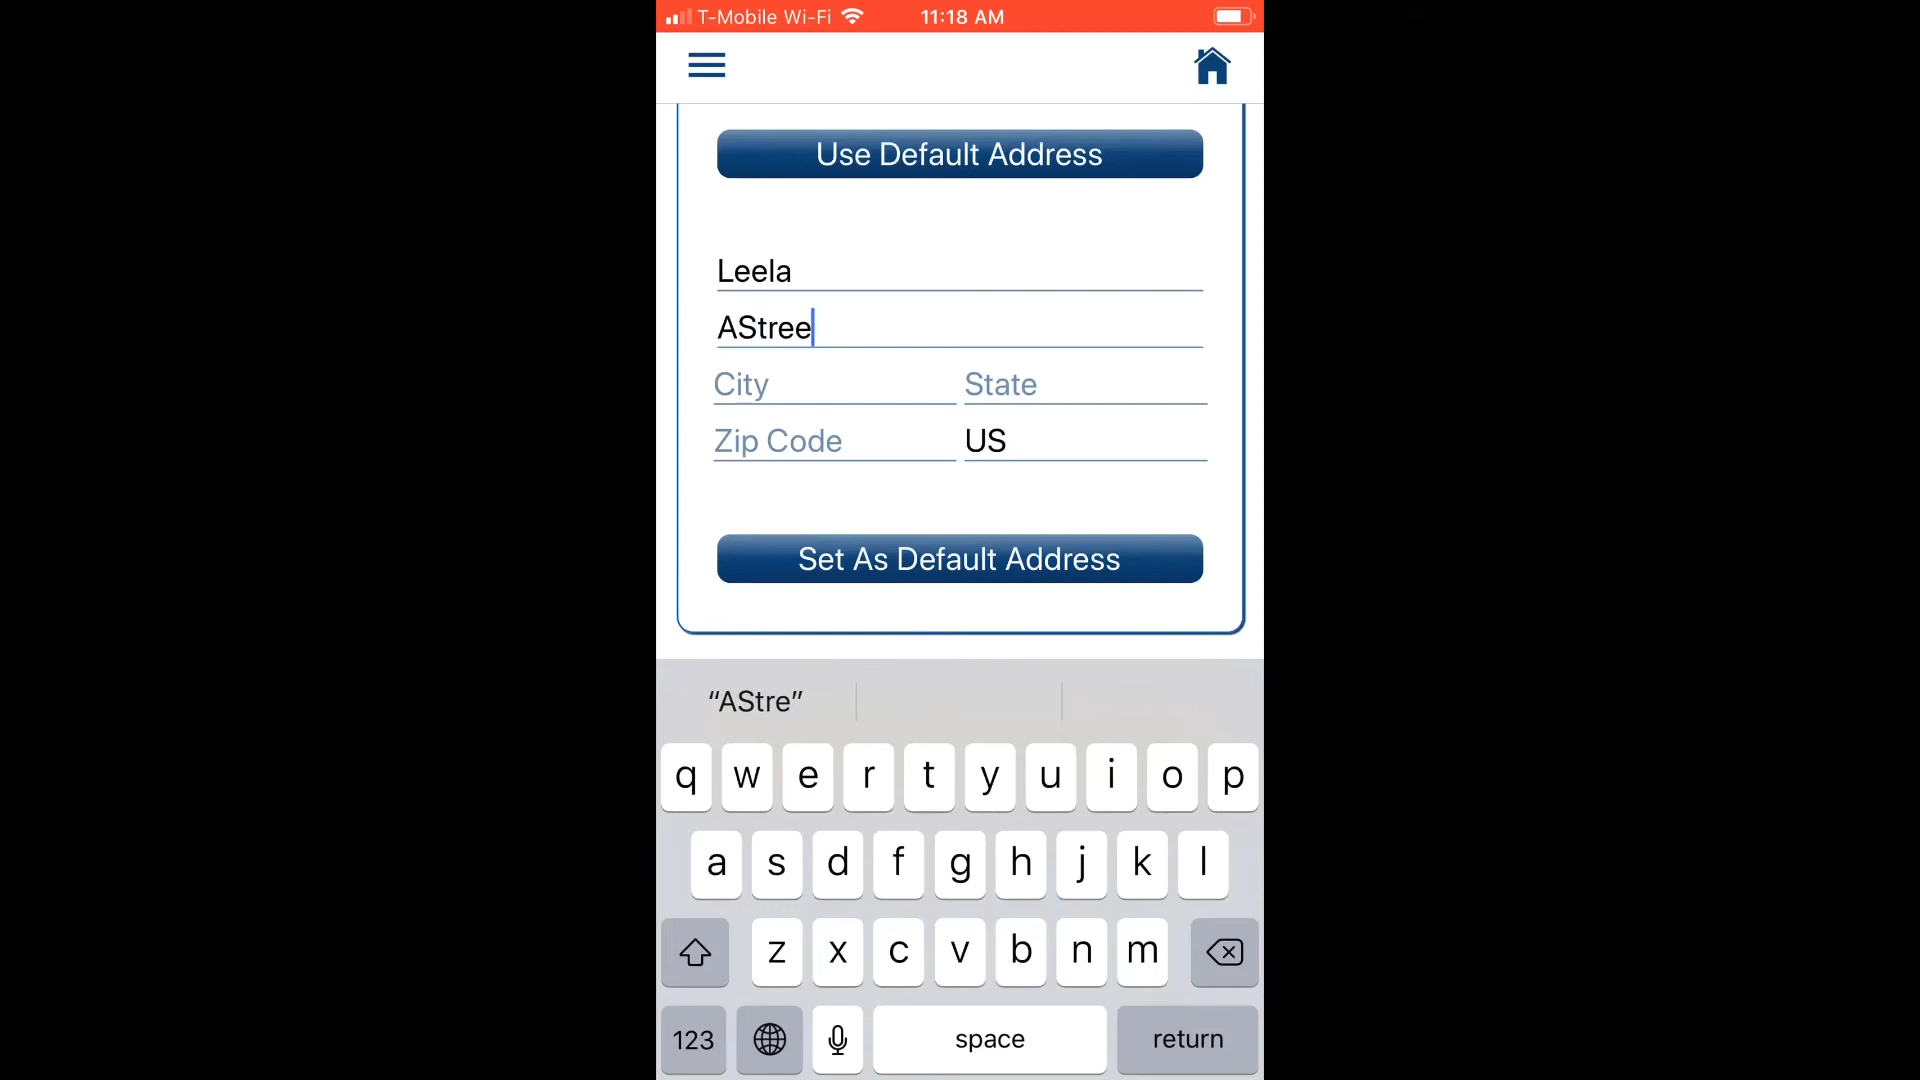 T-Mobile Wi-Fi 11:18 AM
Use Default Address
Leela
AStree
City State
Zip Code US
Set As Default Address
“AStre”
q w e r t y u i o p
a s d f g h j k l
z x c v b n m
123 space return